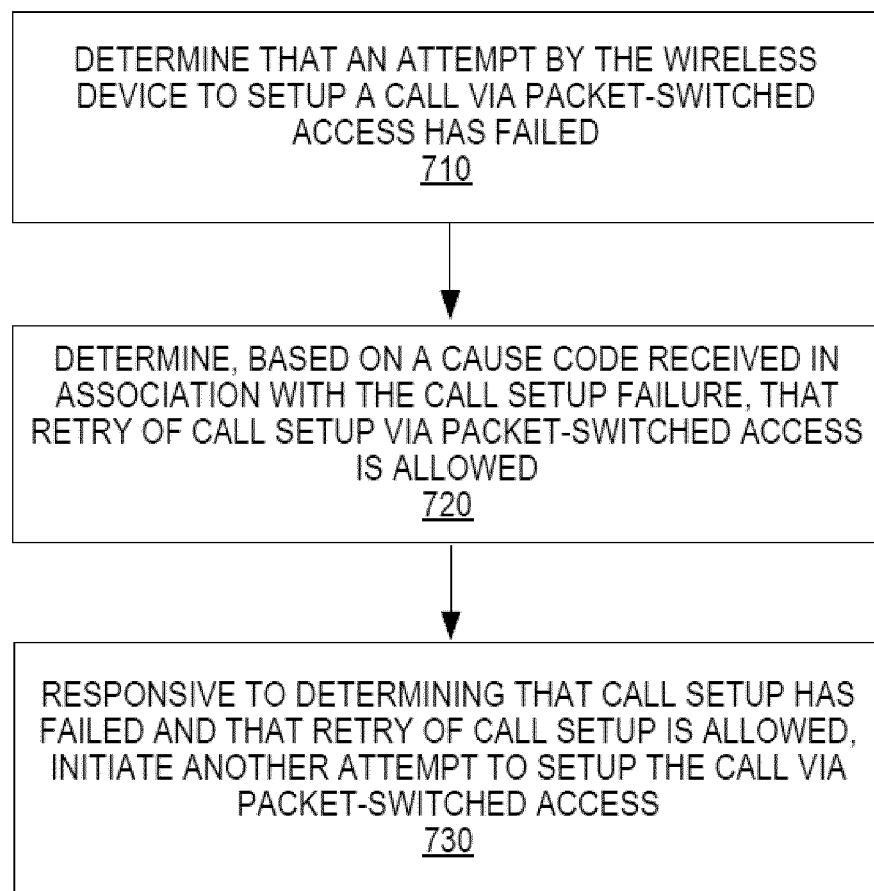 DETERMINE THAT AN ATTEMPT BY THE WIRELESS
DEVICE TO SETUP A CALL VIA PACKET-SWITCHED
ACCESS HAS FAILED
710
DETERMINE, BASED ON A CAUSE CODE RECEIVED IN
ASSOCIATION WITH THE CALL SETUP FAILURE, THAT
RETRY OF CALL SETUP VIA PACKET-SWITCHED ACCESS
IS ALLOWED
720
RESPONSIVE TO DETERMINING THAT CALL SETUP HAS
FAILED AND THAT RETRY OF CALL SETUP IS ALLOWED,
INITIATE ANOTHER ATTEMPT TO SETUP THE CALL VIA
PACKET-SWITCHED ACCESS
730